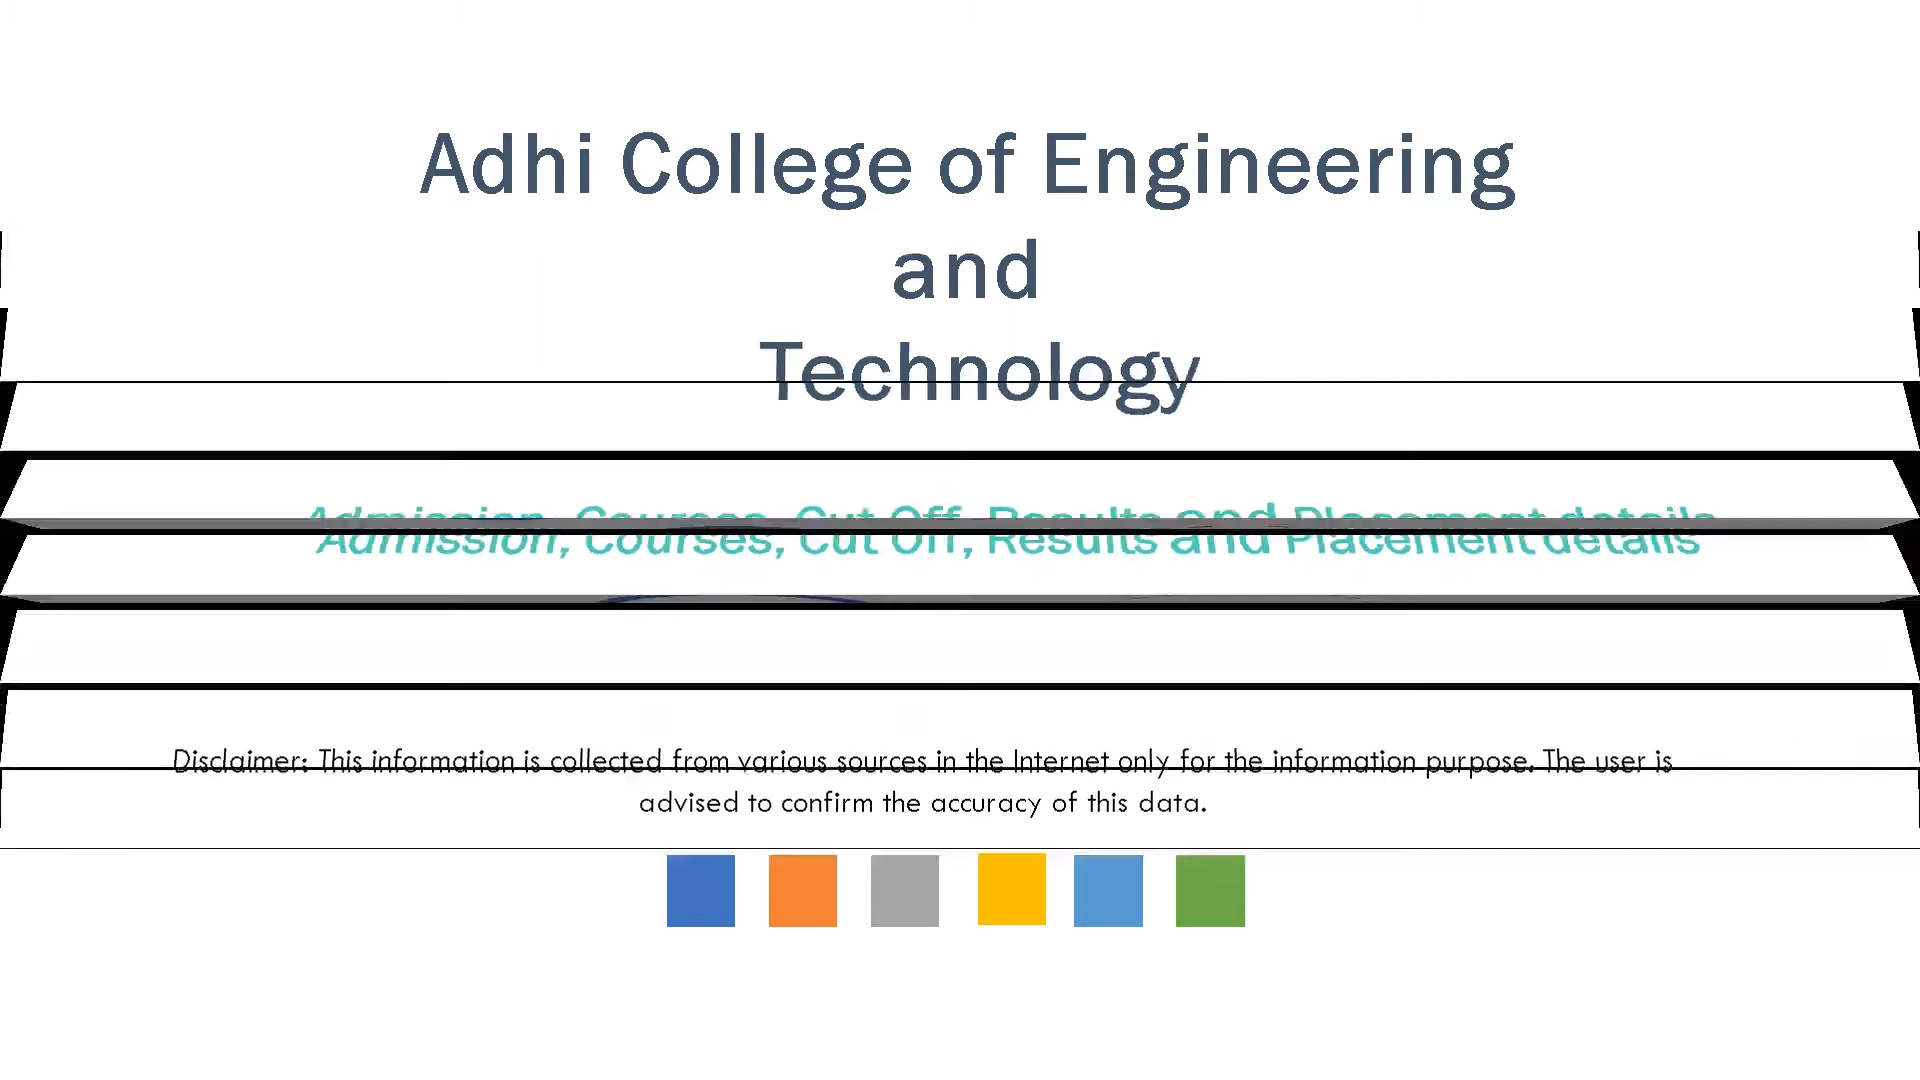 Adhi College of Engineering
and
Technology
Admission, Courses, Cut Off, Results and Placement details
Disclaimer: This information is collected from various sources in the Internet only for the information purpose. The user is
advised to confirm the accuracy of this data.